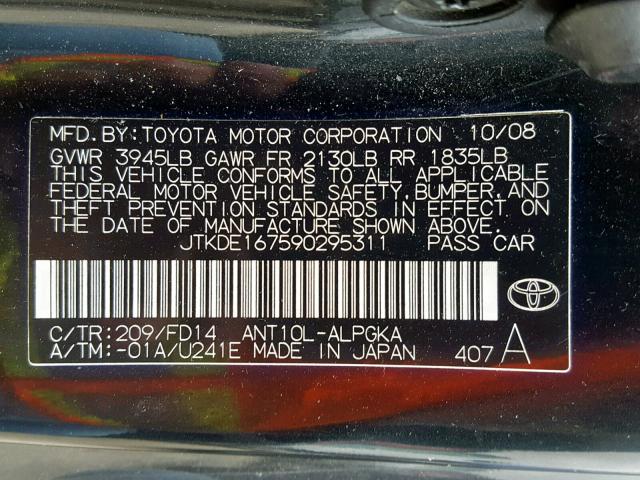 MFD.BY:TOYOTA MOTOR CORPORATION 10/08
GVWR 3945LB GAWR FR 2130LB RR 1835LB
THIS VEHICLE CONFORMS TO ALL APPLICABLE
FEDERAL MOTOR VEHICLE SAFETY,BUMPER,AND
THEFT PREVENTION STANDARDS IN EFFECT ON
THE DATE OF MANUFACTURE SHOWN ABOVE.
JTKDE167590295311 PASS CAR
C/TR:209/FD14 ANT10L-ALPGKA
A/TM:-01A/U241E MADE IN JAPAN 407 A